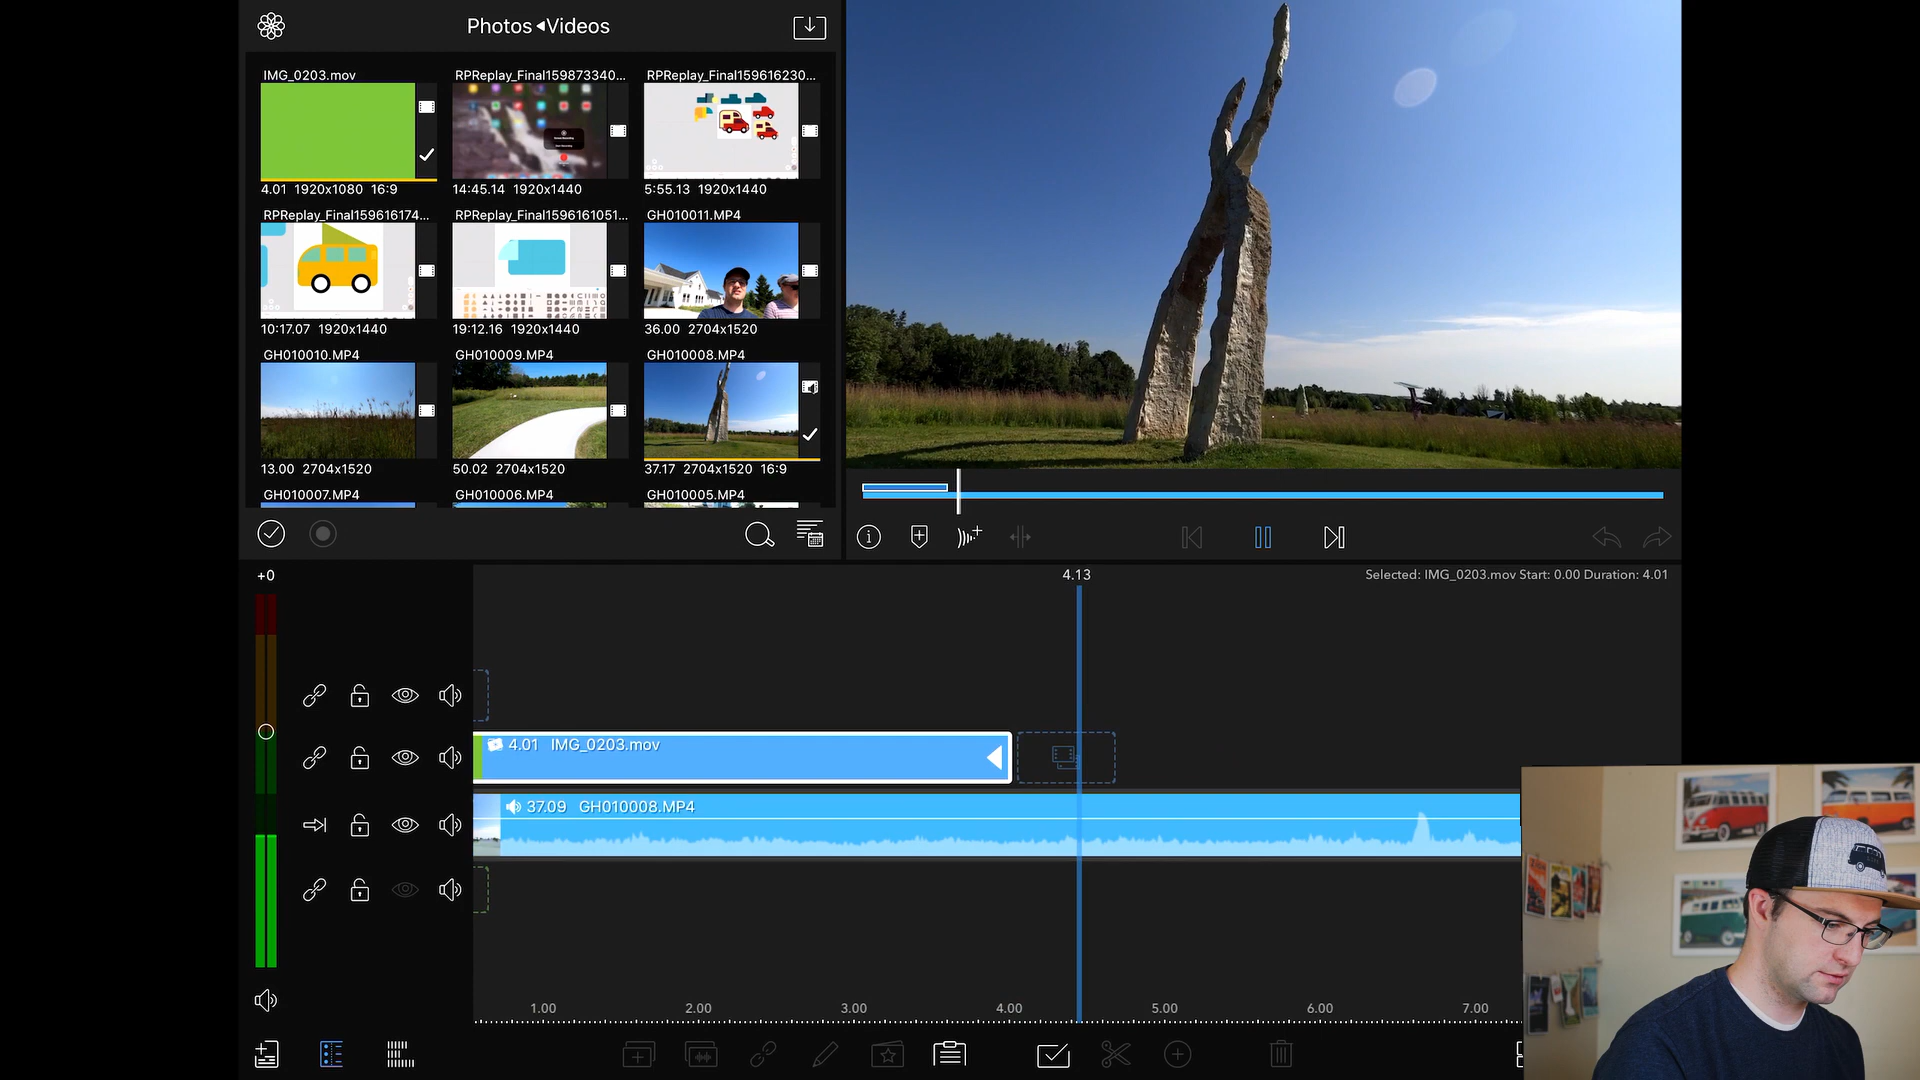 Photos ◂Videos
IMG_0203.mov
RPReplay_Final159873340...
RPReplay_Final159616230...
4.01 1920x1080 16:9
14:45.14 1920x1440
5:55.13 1920x1440
RPReplay_Final159616174...
RPReplay_Final1596161051...
GH010011.MP4
10:17.07 1920x1440
19:12.16 1920x1440
36.00 2704x1520
GH010010.MP4
GH010009.MP4
GH010008.MP4
13.00 2704x1520
50.02 2704x1520
37.17 2704x1520 16:9
GH010007.MP4
GH010006.MP4
GH010005.MP4
+0
4.13
Selected: IMG_0203.mov Start: 0.00 Duration: 4.01
4.01 IMG_0203.mov
37.09 GH010008.MP4
1.00 2.00 3.00 4.00 5.00 6.00 7.00